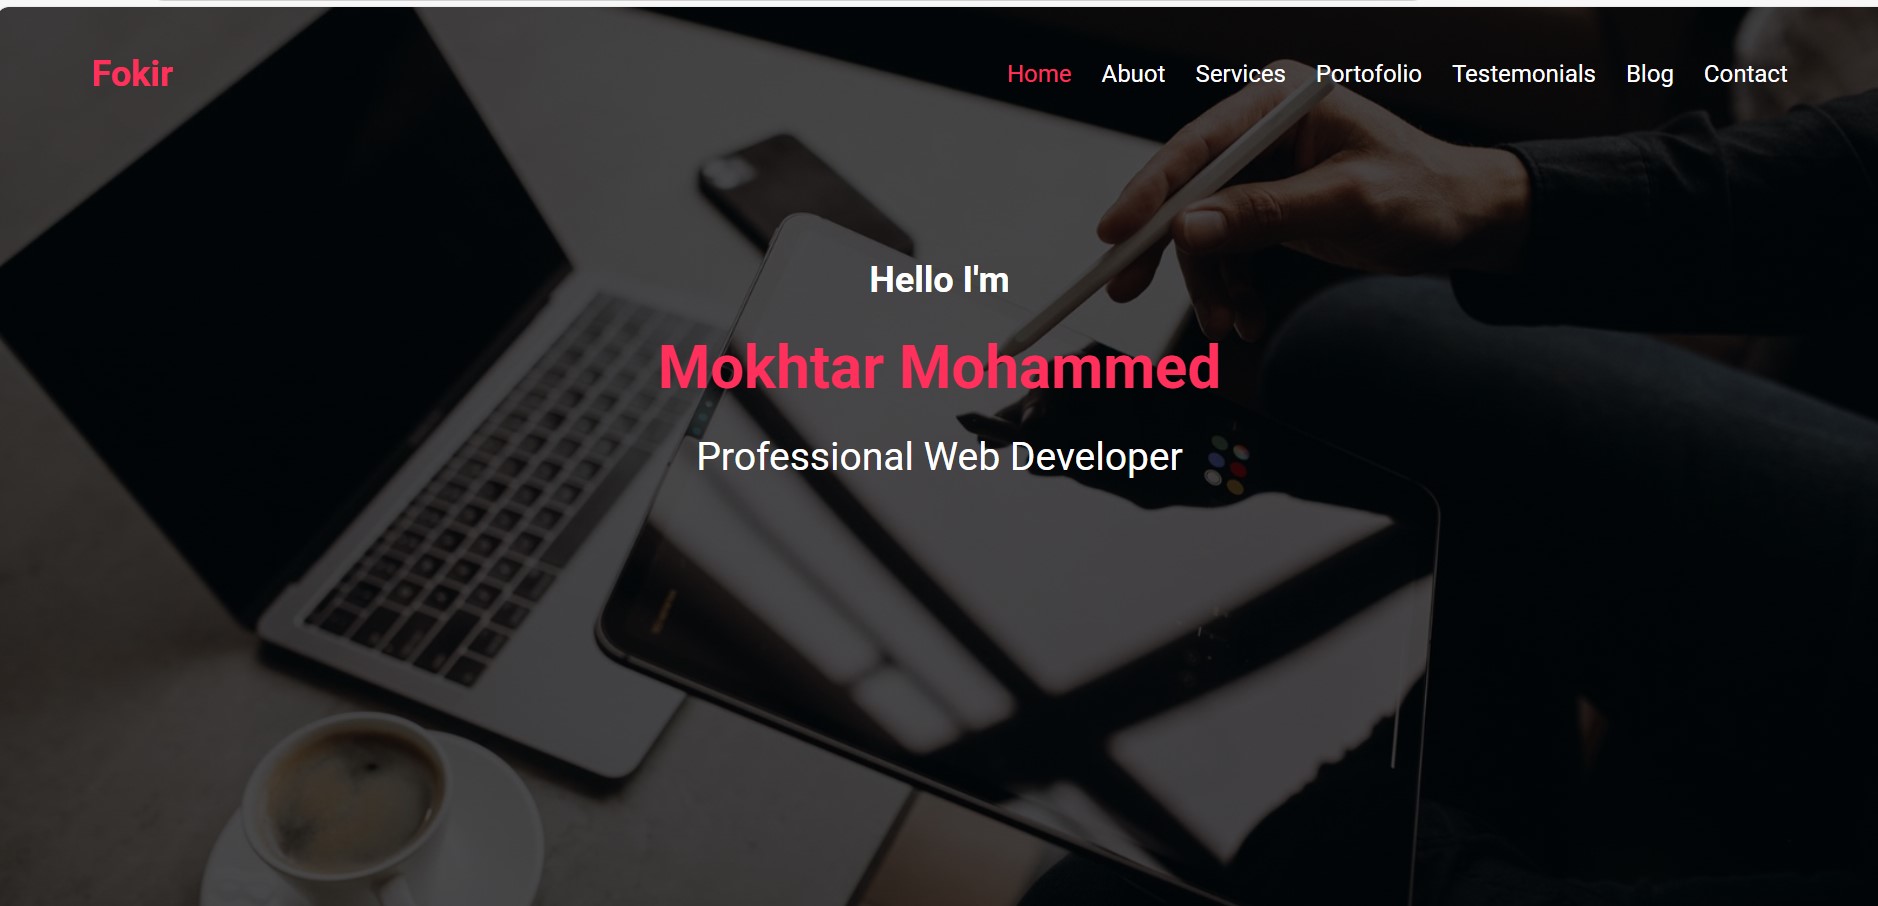 Fokir
Home Abuot Services Portofolio Testemonials Blog Contact
Hello I'm
Mokhtar Mohammed
Professional Web Developer